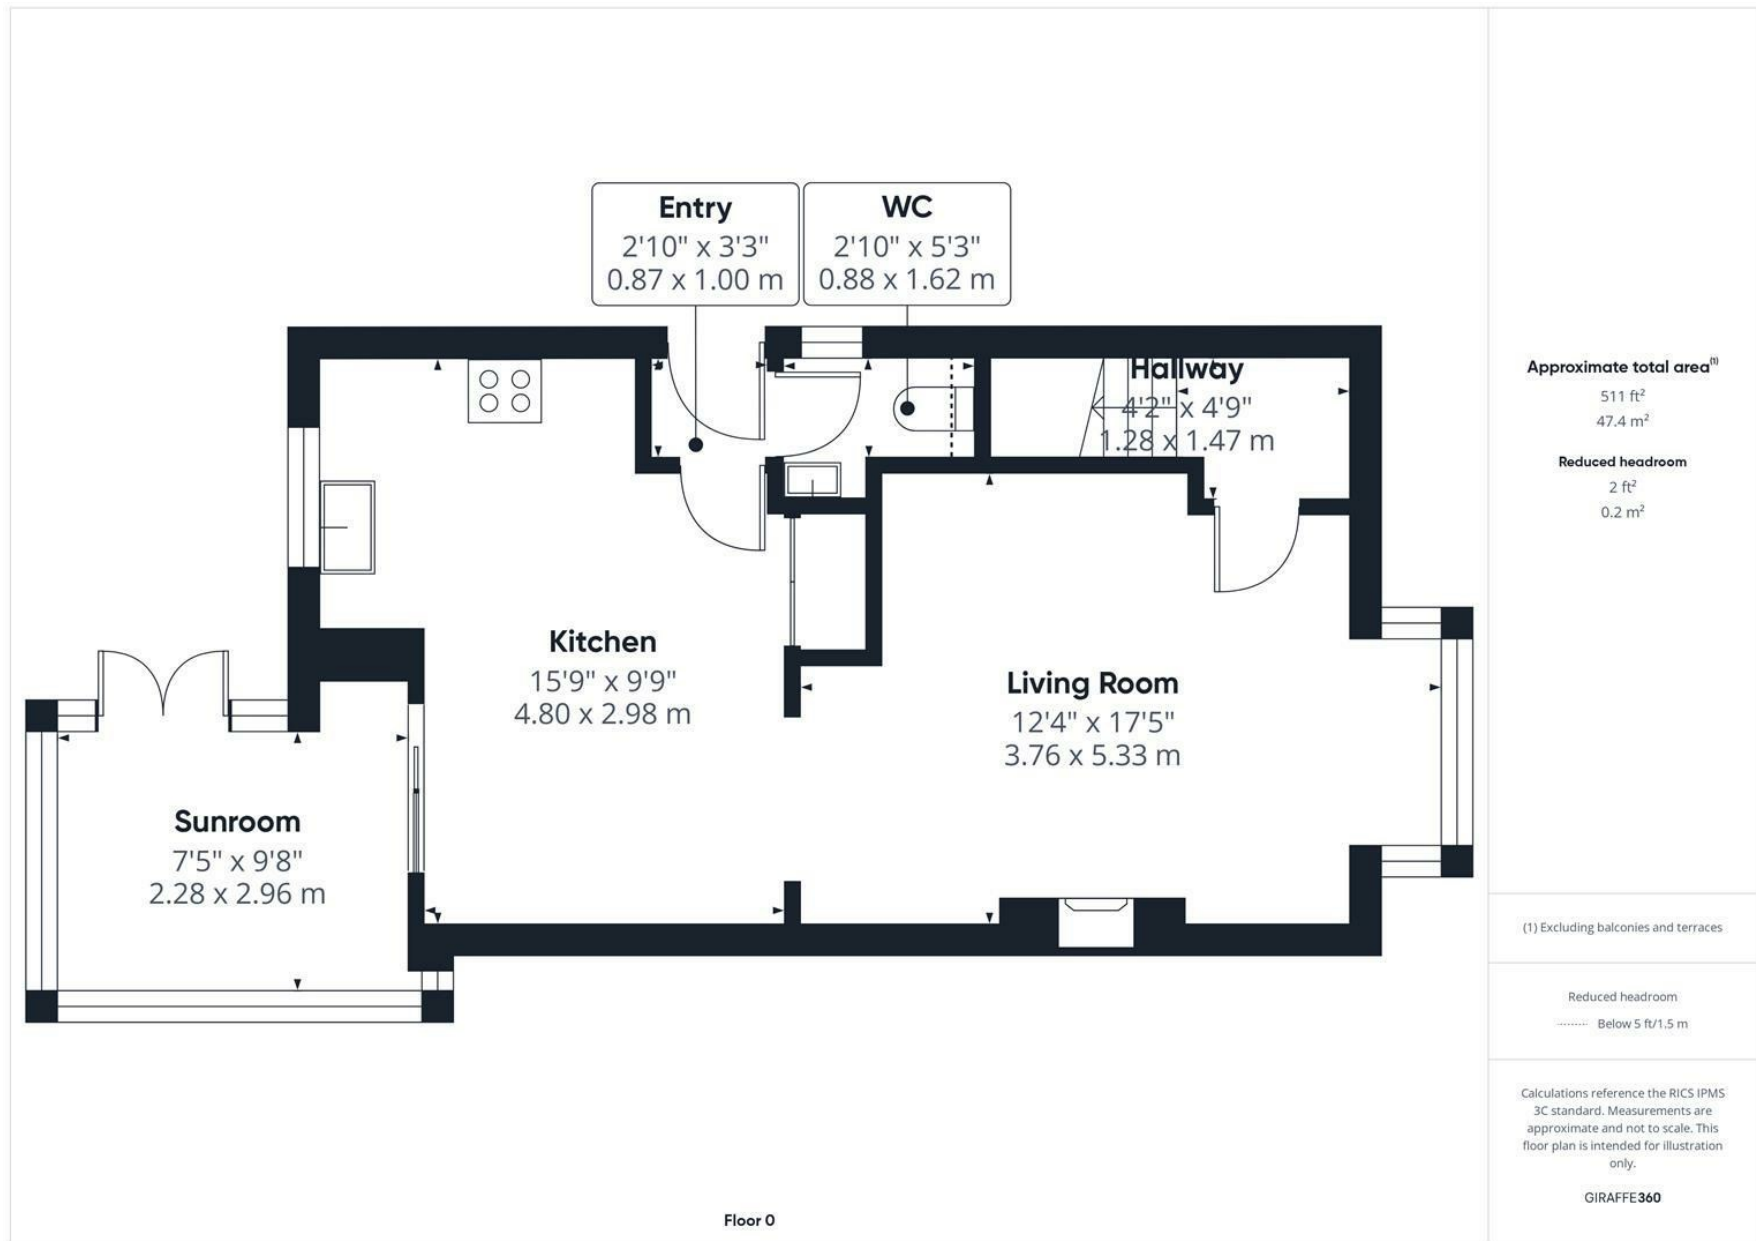 Entry
2'10" x 3'3"
0.87 x 1.00 m
WC
2'10" x 5'3"
0.88 x 1.62 m
Hallway
4'2" x 4'9"
1.28 x 1.47 m
Kitchen
15'9" x 9'9"
4.80 x 2.98 m
Living Room
12'4" x 17'5"
3.76 x 5.33 m
Sunroom
7'5" x 9'8"
2.28 x 2.96 m
Floor 0
Approximate total area(1)
511 ft²
47.4 m²
Reduced headroom
2 ft²
0.2 m²
(1) Excluding balconies and terraces
Reduced headroom
Below 5 ft/1.5 m
Calculations reference the RICS IPMS
3C standard. Measurements are
approximate and not to scale. This
floor plan is intended for illustration
only.
GIRAFFE360